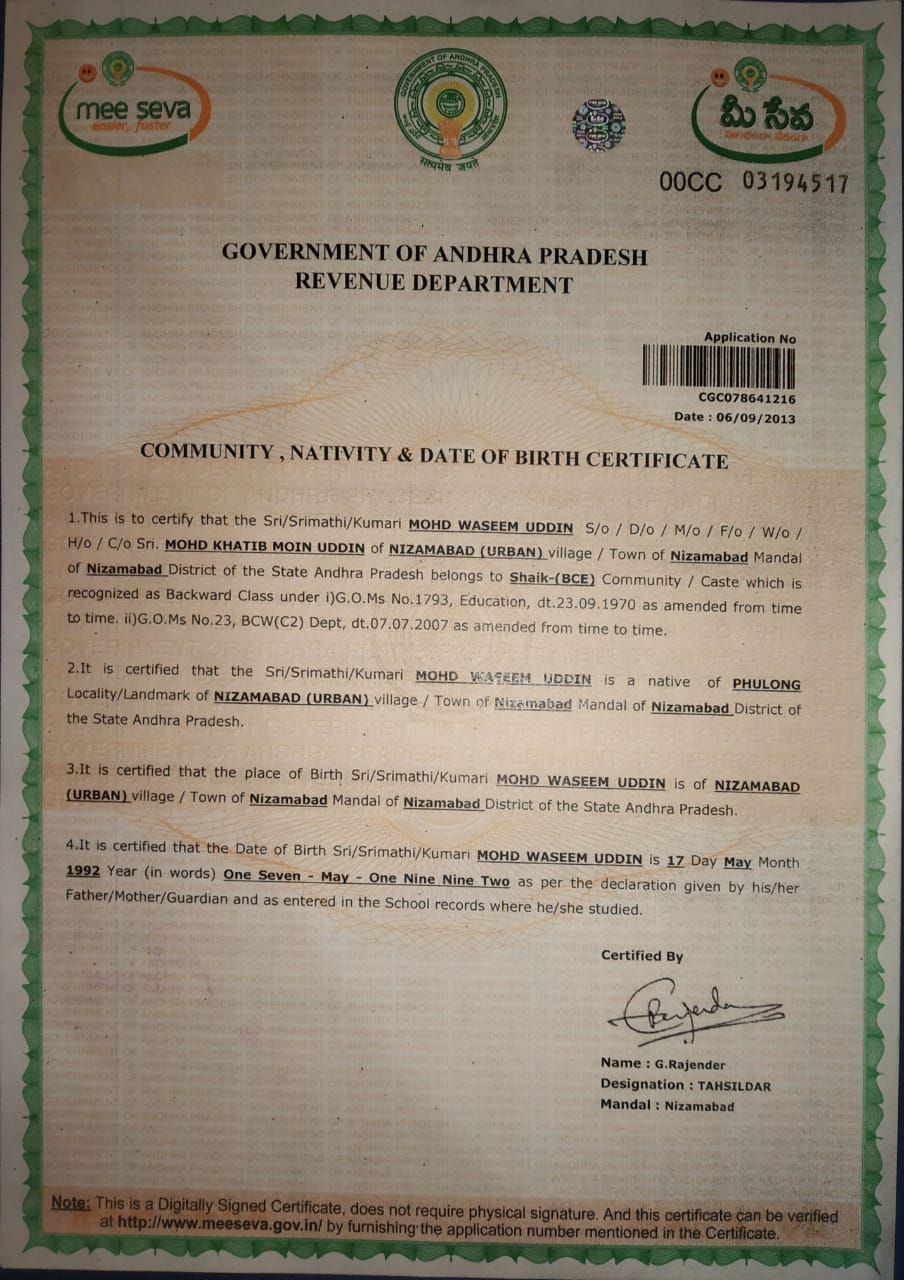 mee seva
easier, faster
GOVERNMENT OF ANDHRA PRADESH
सत्यमेव जयते
మీ సేవ
00CC 03194517
GOVERNMENT OF ANDHRA PRADESH
REVENUE DEPARTMENT
Application No
CGC078641216
Date : 06/09/2013
COMMUNITY , NATIVITY & DATE OF BIRTH CERTIFICATE
1.This is to certify that the Sri/Srimathi/Kumari MOHD WASEEM UDDIN S/o / D/o / M/o / F/o / W/o /
H/o / C/o Sri. MOHD KHATIB MOIN UDDIN of NIZAMABAD (URBAN) village / Town of Nizamabad Mandal
of Nizamabad District of the State Andhra Pradesh belongs to Shaik-(BCE) Community / Caste which is
recognized as Backward Class under i)G.O.Ms No.1793, Education, dt.23.09.1970 as amended from time
to time. ii)G.O.Ms No.23, BCW(C2) Dept, dt.07.07.2007 as amended from time to time.
2.It is certified that the Sri/Srimathi/Kumari MOHD WASEEM UDDIN is a native of PHULONG
Locality/Landmark of NIZAMABAD (URBAN) village / Town of Nizamabad Mandal of Nizamabad District of
the State Andhra Pradesh.
3.It is certified that the place of Birth Sri/Srimathi/Kumari MOHD WASEEM UDDIN is of NIZAMABAD
(URBAN) village / Town of Nizamabad Mandal of Nizamabad District of the State Andhra Pradesh.
4.It is certified that the Date of Birth Sri/Srimathi/Kumari MOHD WASEEM UDDIN is 17 Day May Month
1992 Year (in words) One Seven - May - One Nine Nine Two as per the declaration given by his/her
Father/Mother/Guardian and as entered in the School records where he/she studied.
Certified By
Name : G.Rajender
Designation : TAHSILDAR
Mandal : Nizamabad
Note: This is a Digitally Signed Certificate, does not require physical signature. And this certificate can be verified
at http://www.meeseva.gov.in/ by furnishing the application number mentioned in the Certificate.